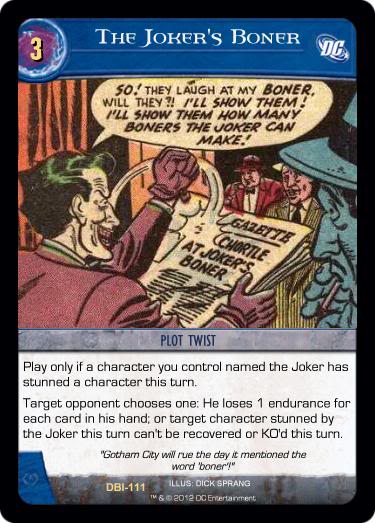 3
THE JOKER'S BONER
DC
SO! THEY LAUGH AT MY BONER,
WILL THEY?! I'LL SHOW THEM!
I'LL SHOW THEM HOW MANY
BONERS THE JOKER CAN
MAKE!
GAZETTE
CHORTLE
AT JOKER'S
BONER
PLOT TWIST
Play only if a character you control named the Joker has
stunned a character this turn.
Target opponent chooses one: He loses 1 endurance for
each card in his hand; or target character stunned by
the Joker this turn can't be recovered or KO'd this turn.
"Gotham City will rue the day it mentioned the
word 'boner'!"
DBI-111
ILLUS: DICK SPRANG
™ & © 2012 DC Entertainment